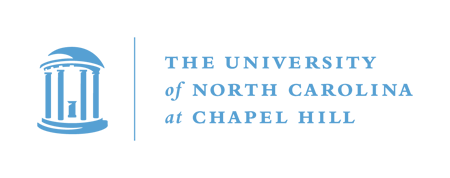 THE UNIVERSITY
of NORTH CAROLINA
at CHAPEL HILL